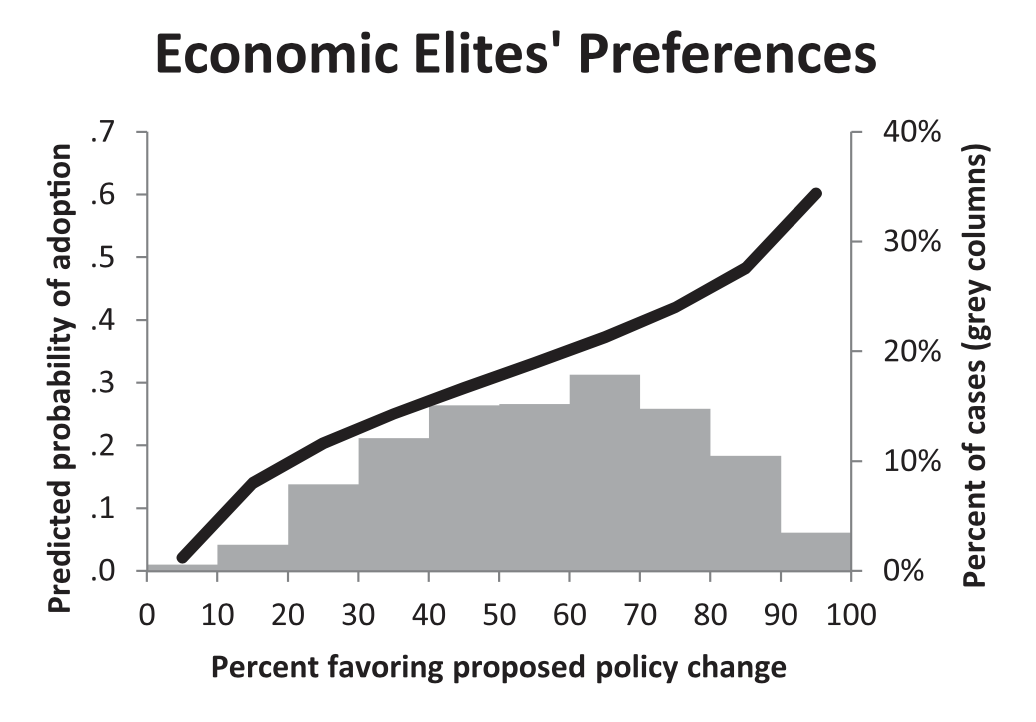 Economic Elites' Preferences
Predicted probability of adoption
.7
.6
.5
.4
.3
.2
.1
.0
40%
30%
20%
10%
0%
Percent of cases (grey columns)
0 10 20 30 40 50 60 70 80 90 100
Percent favoring proposed policy change